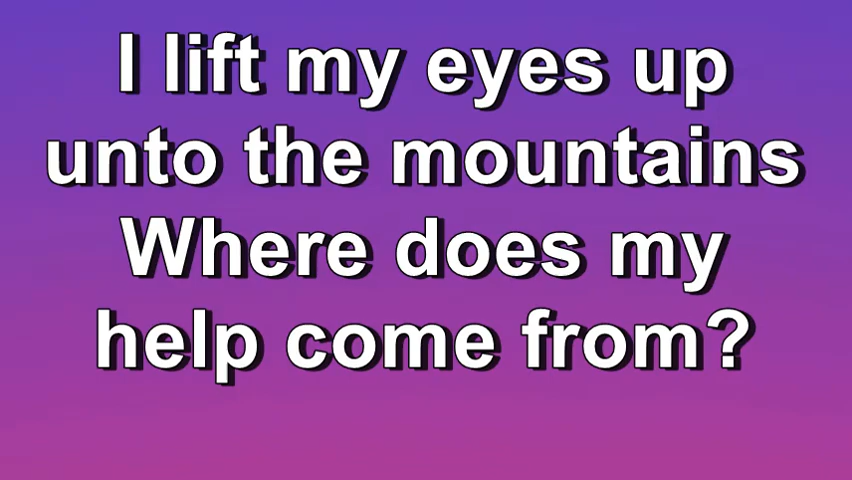 I lift my eyes up
unto the mountains
Where does my
help come from?